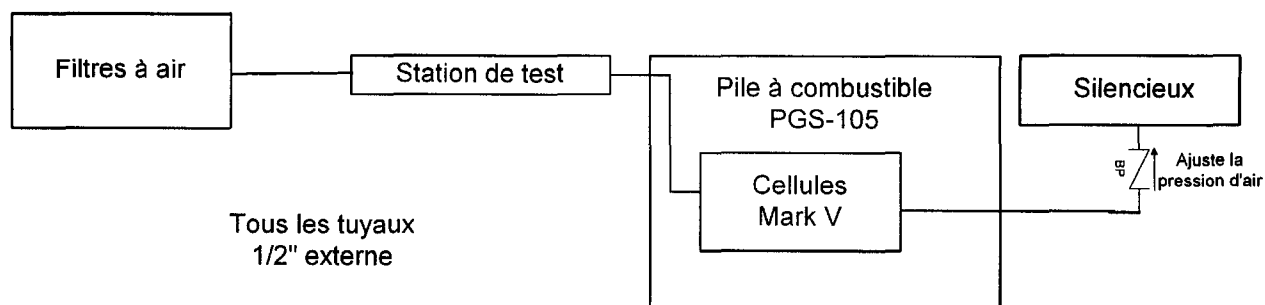 Filtres à air
Station de test
Pile à combustible
PGS-105
Silencieux
Cellules
Mark V
BP
Ajuste la
pression d'air
Tous les tuyaux
1/2" externe